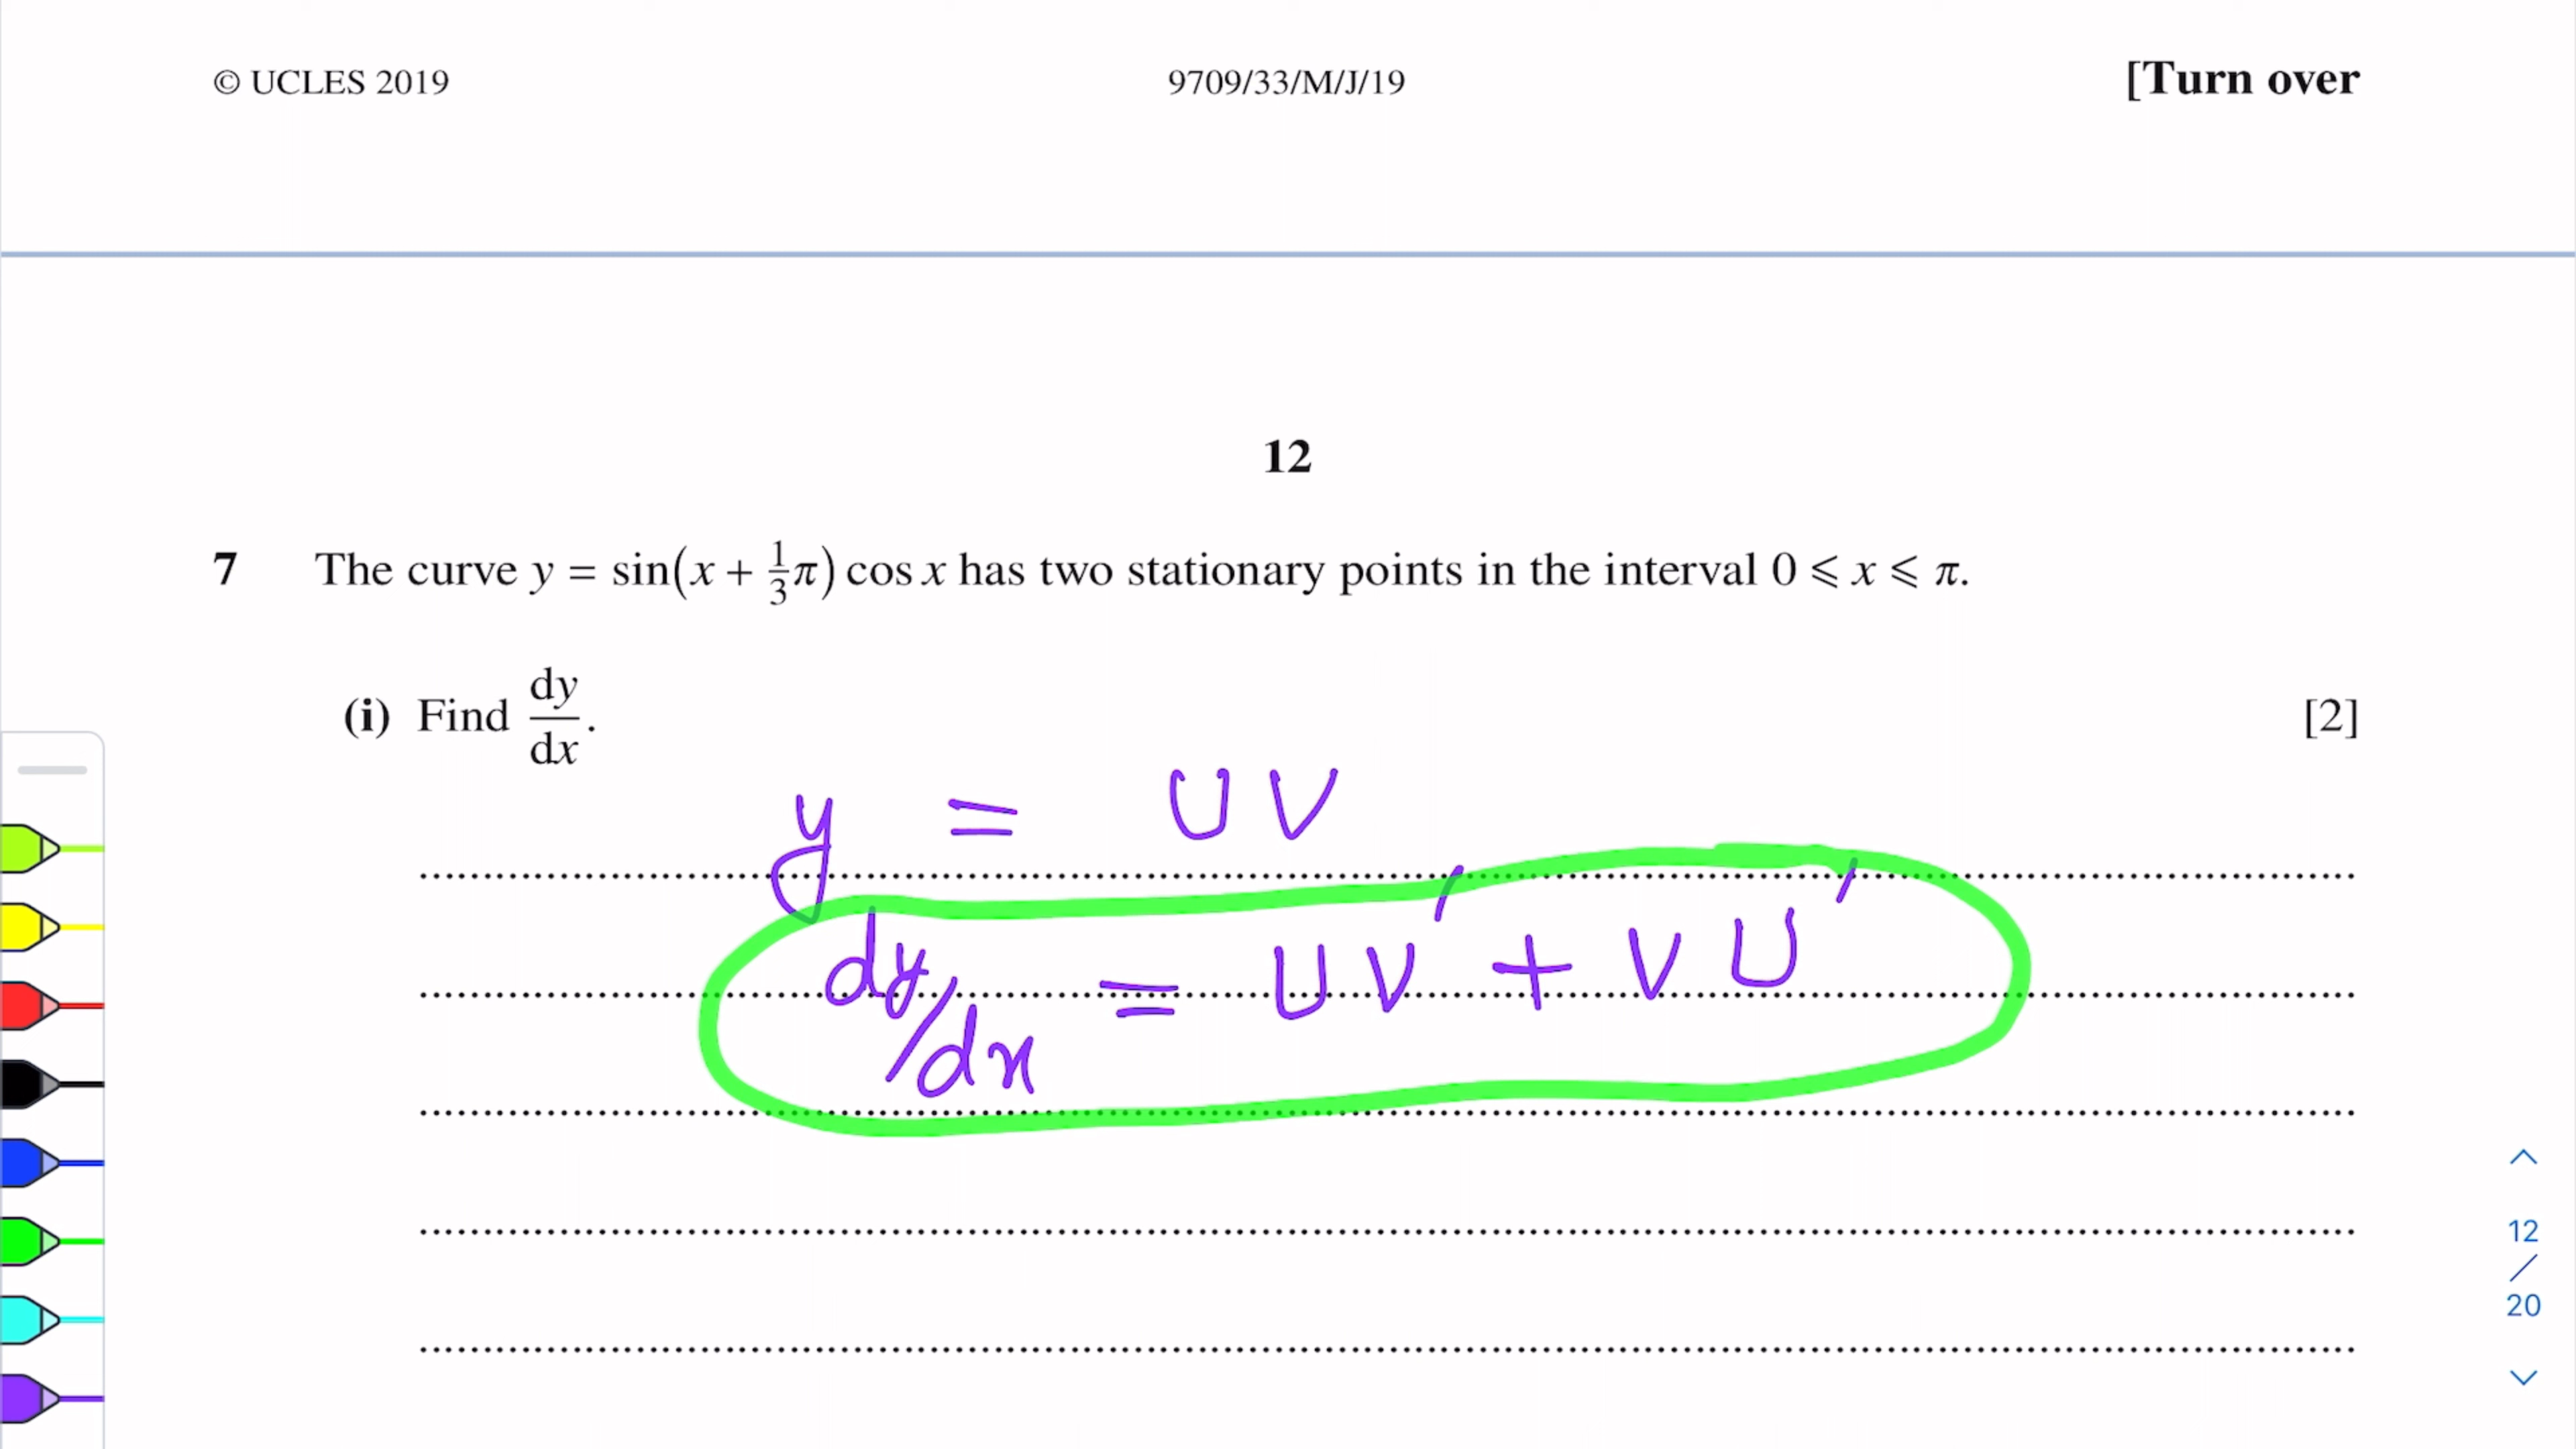 © UCLES 2019 9709/33/M/J/19 [Turn over
12
7 The curve y = sin(x + 1/3 π) cos x has two stationary points in the interval 0 ⩽ x ⩽ π.
(i) Find dy/dx. [2]
y = UV
dy/dx = UV' + VU'
12
/
20